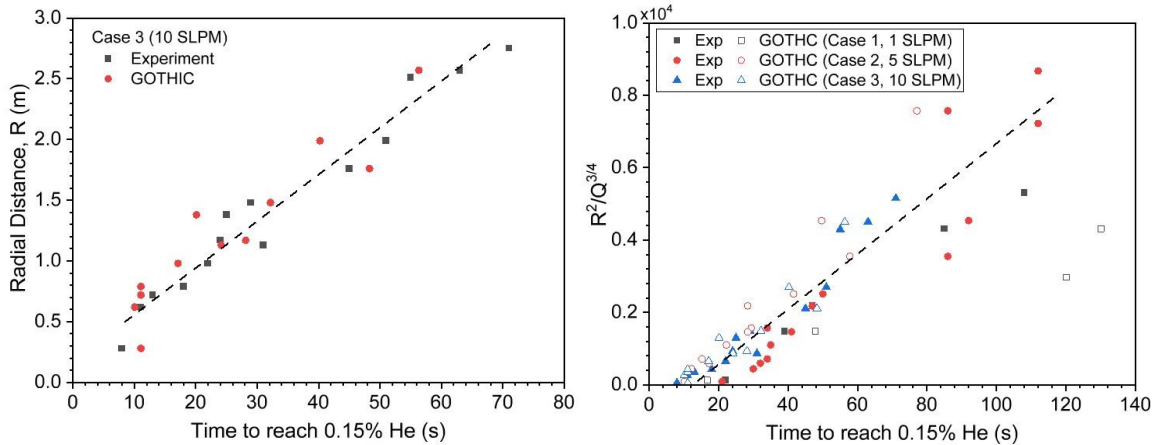 Case 3 (10 SLPM)
Experiment
GOTHIC
Radial Distance, R (m)
3.0
2.5
2.0
1.5
1.0
0.5
0.0
0 10 20 30 40 50 60 70 80
Time to reach 0.15% He (s)
×10⁴
Exp GOTHC (Case 1, 1 SLPM)
Exp GOTHC (Case 2, 5 SLPM)
Exp GOTHC (Case 3, 10 SLPM)
R²/Q³ᐟ⁴
1.0
0.8
0.6
0.4
0.2
0.0
0 20 40 60 80 100 120 140
Time to reach 0.15% He (s)